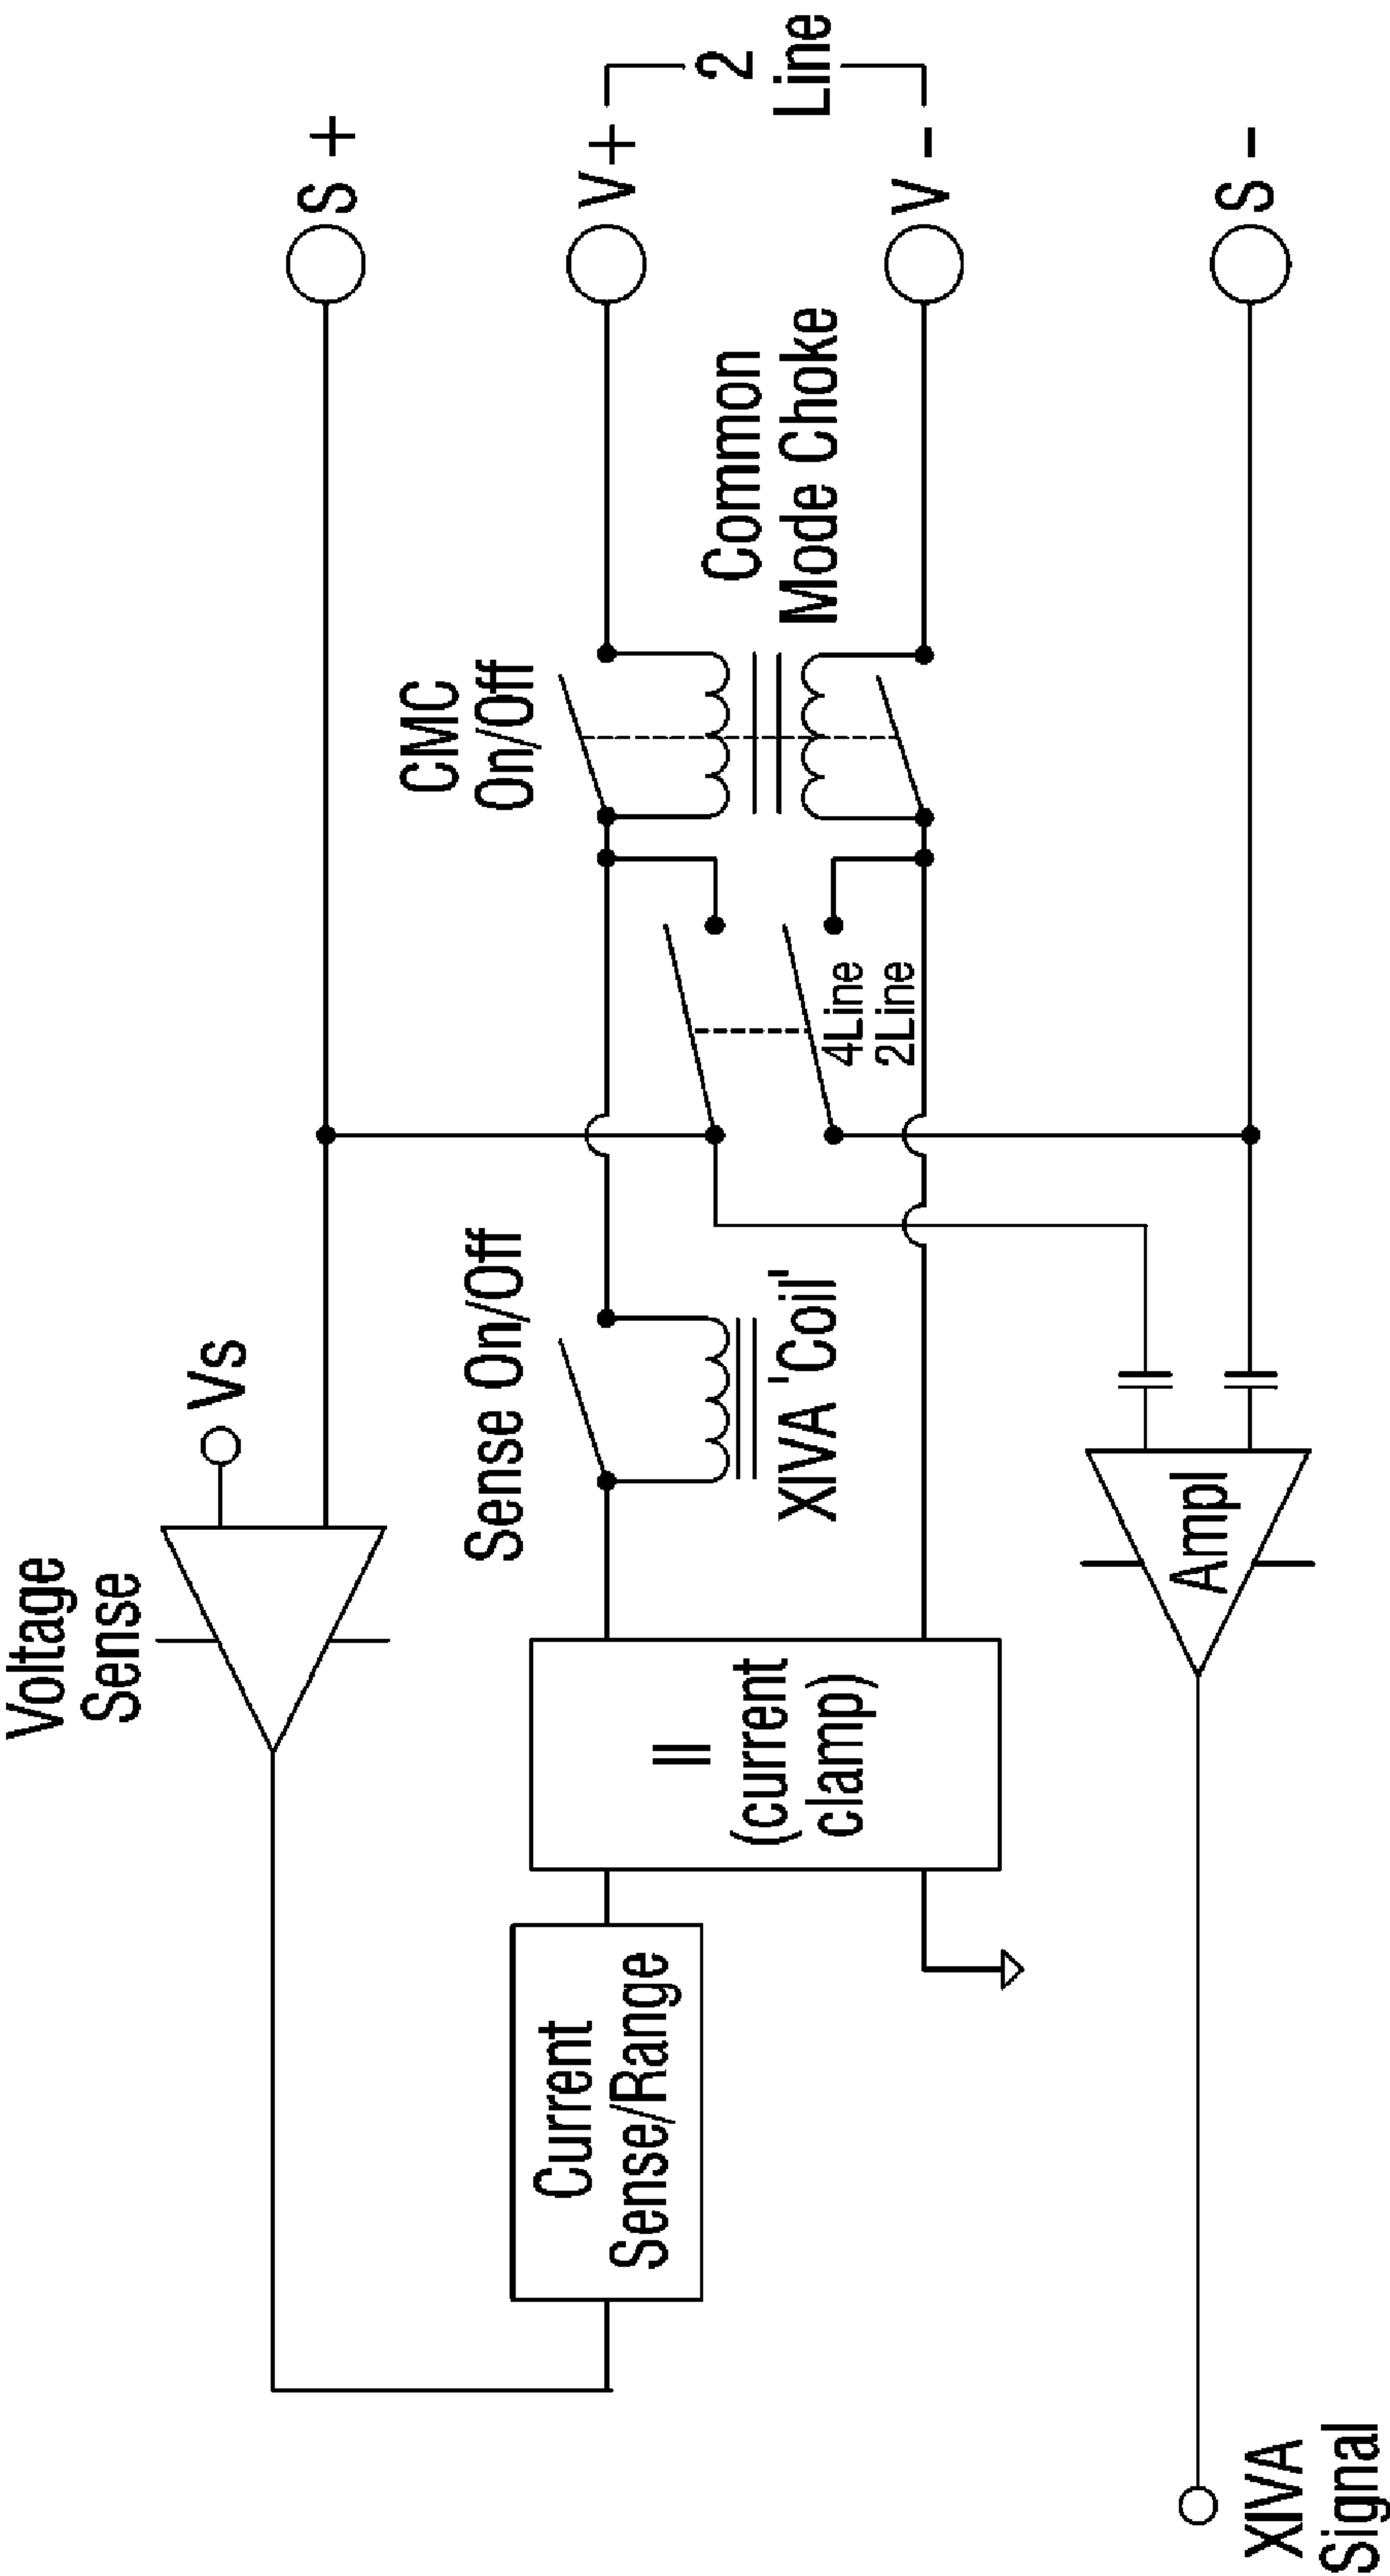 Voltage
Sense
Vs
S +
Sense On/Off
CMC
On/Off
V +
Current
Sense/Range
II
(current
clamp)
XIVA 'Coil'
4Line
2Line
Common
Mode Choke
2
Line
V -
Ampl
S -
XIVA
Signal